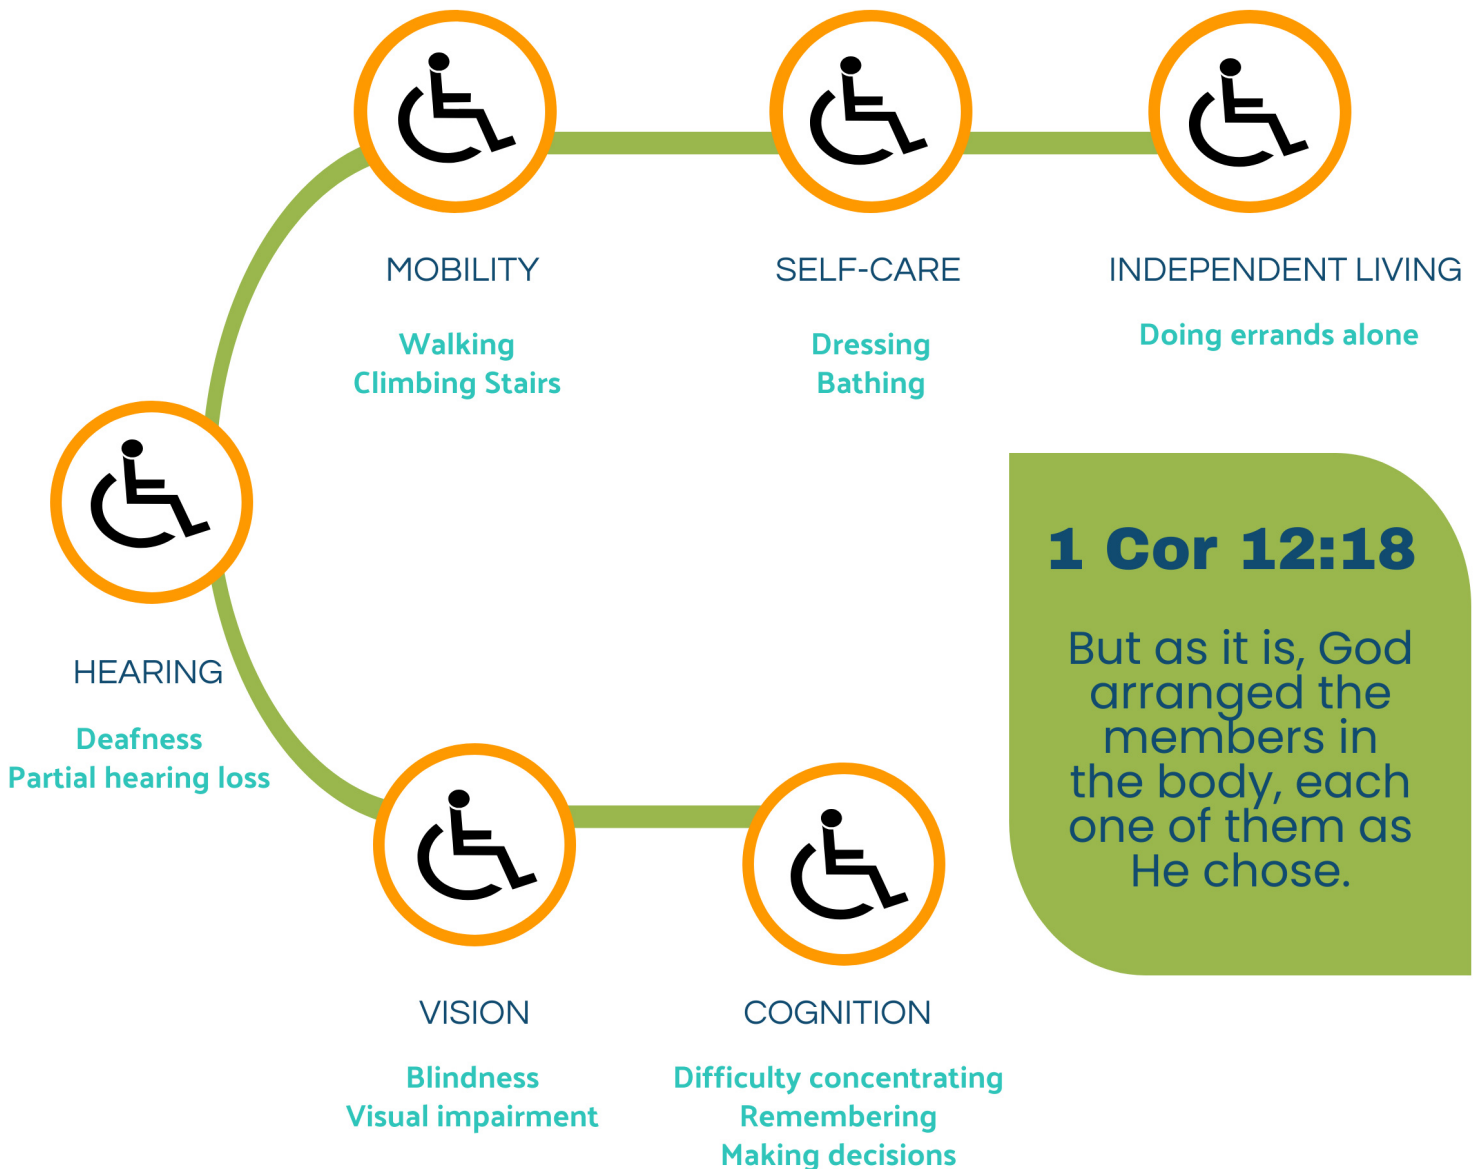 MOBILITY
Walking
Climbing Stairs
SELF-CARE
Dressing
Bathing
INDEPENDENT LIVING
Doing errands alone
HEARING
Deafness
Partial hearing loss
VISION
Blindness
Visual impairment
COGNITION
Difficulty concentrating
Remembering
Making decisions
1 Cor 12:18
But as it is, God
arranged the
members in
the body, each
one of them as
He chose.